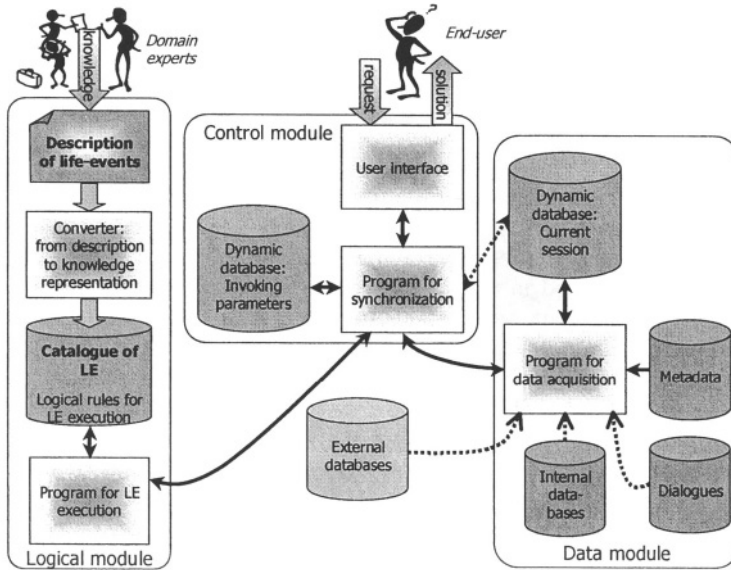 knowledge
Domain
experts
Description
of life-events
Converter:
from description
to knowledge
representation
Catalogue of
LE
Logical rules for
LE execution
Program for LE
execution
Logical module
?
End-user
request
solution
Control module
User interface
Dynamic
database:
Invoking
parameters
Program for
synchronization
External
databases
Dynamic
database:
Current
session
Program for
data acquisition
Metadata
Internal
data-
bases
Dialogues
Data module